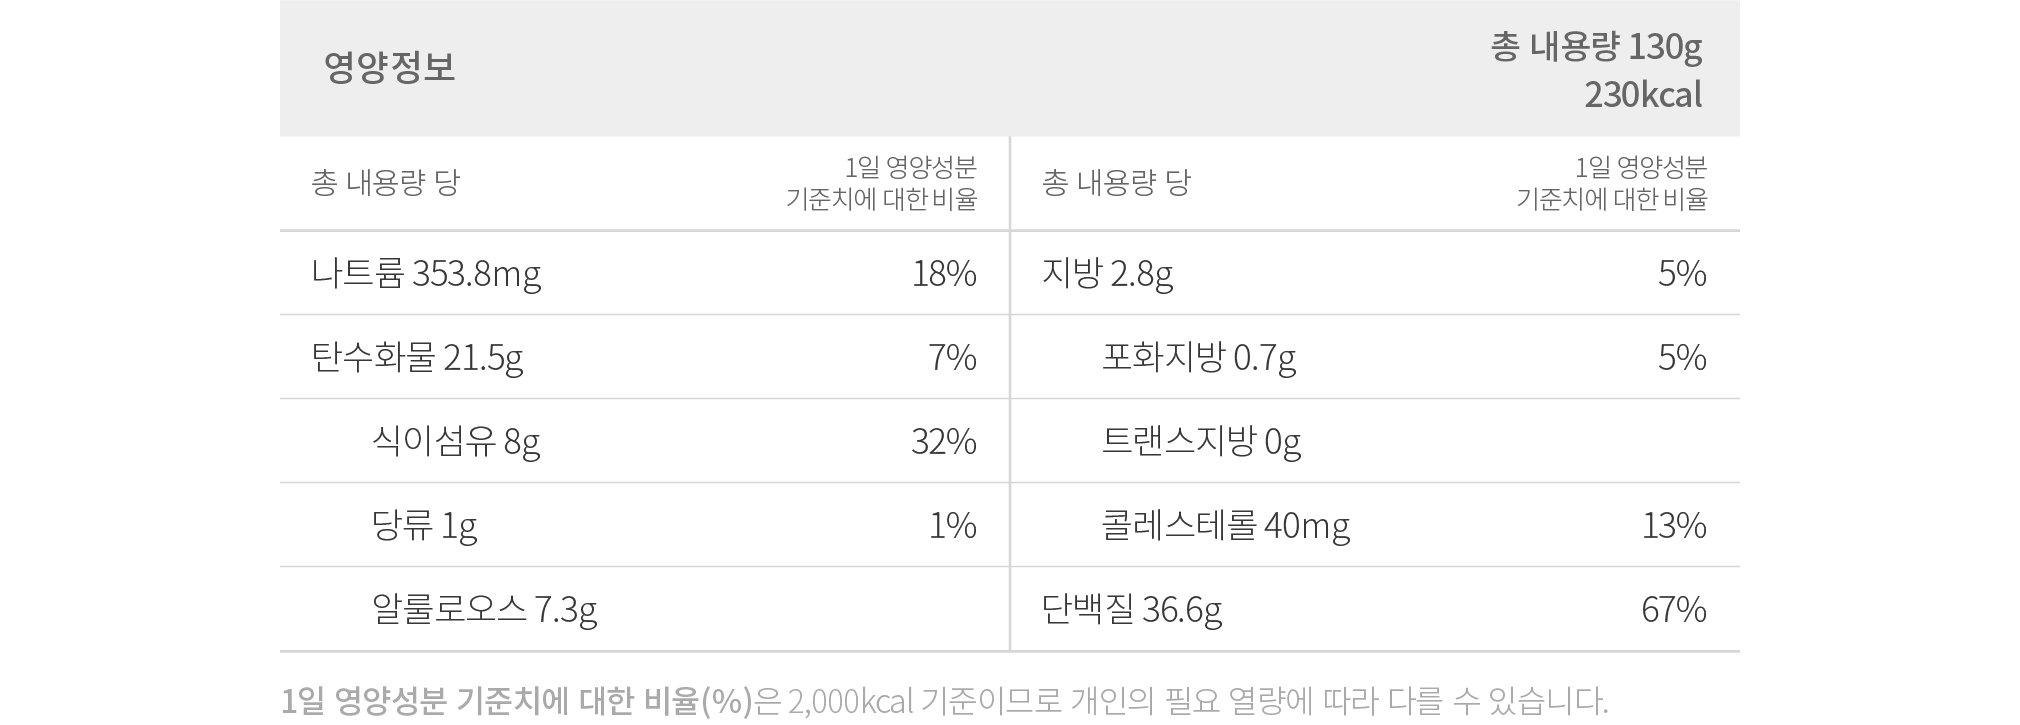 영양정보
총 내용량 130g
230kcal
총 내용량 당
1일 영양성분
기준치에 대한 비율
총 내용량 당
1일 영양성분
기준치에 대한 비율
나트륨 353.8mg 18%
지방 2.8g 5%
탄수화물 21.5g 7%
포화지방 0.7g 5%
식이섬유 8g 32%
트랜스지방 0g
당류 1g 1%
콜레스테롤 40mg 13%
알룰로오스 7.3g
단백질 36.6g 67%
1일 영양성분 기준치에 대한 비율(%)은 2,000kcal 기준이므로 개인의 필요 열량에 따라 다를 수 있습니다.